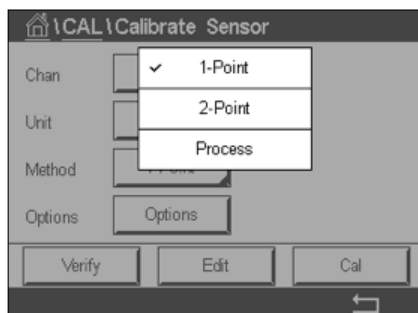 \CAL\Calibrate Sensor
Chan
✓ 1-Point
Unit
2-Point
Process
Method
Options Options
Verify Edit Cal